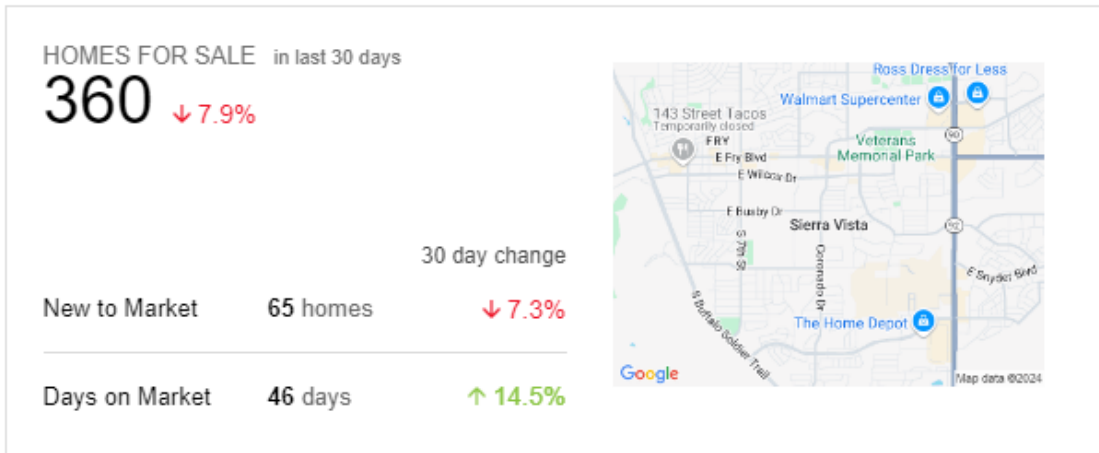 HOMES FOR SALE in last 30 days
360 ↓ 7.9%
30 day change
New to Market 65 homes ↓ 7.3%
Days on Market 46 days ↑ 14.5%
Ross Dress for Less
Walmart Supercenter
143 Street Tacos
Temporarily closed
FRY
90
Veterans
Memorial Park
E Fry Blvd
E Wilcox Dr
E Busby Dr
Sierra Vista
92
S 7th St
Coronado Dr
E Snyder Blvd
S Buffalo Soldier Trail
The Home Depot
Google
Map data ©2024